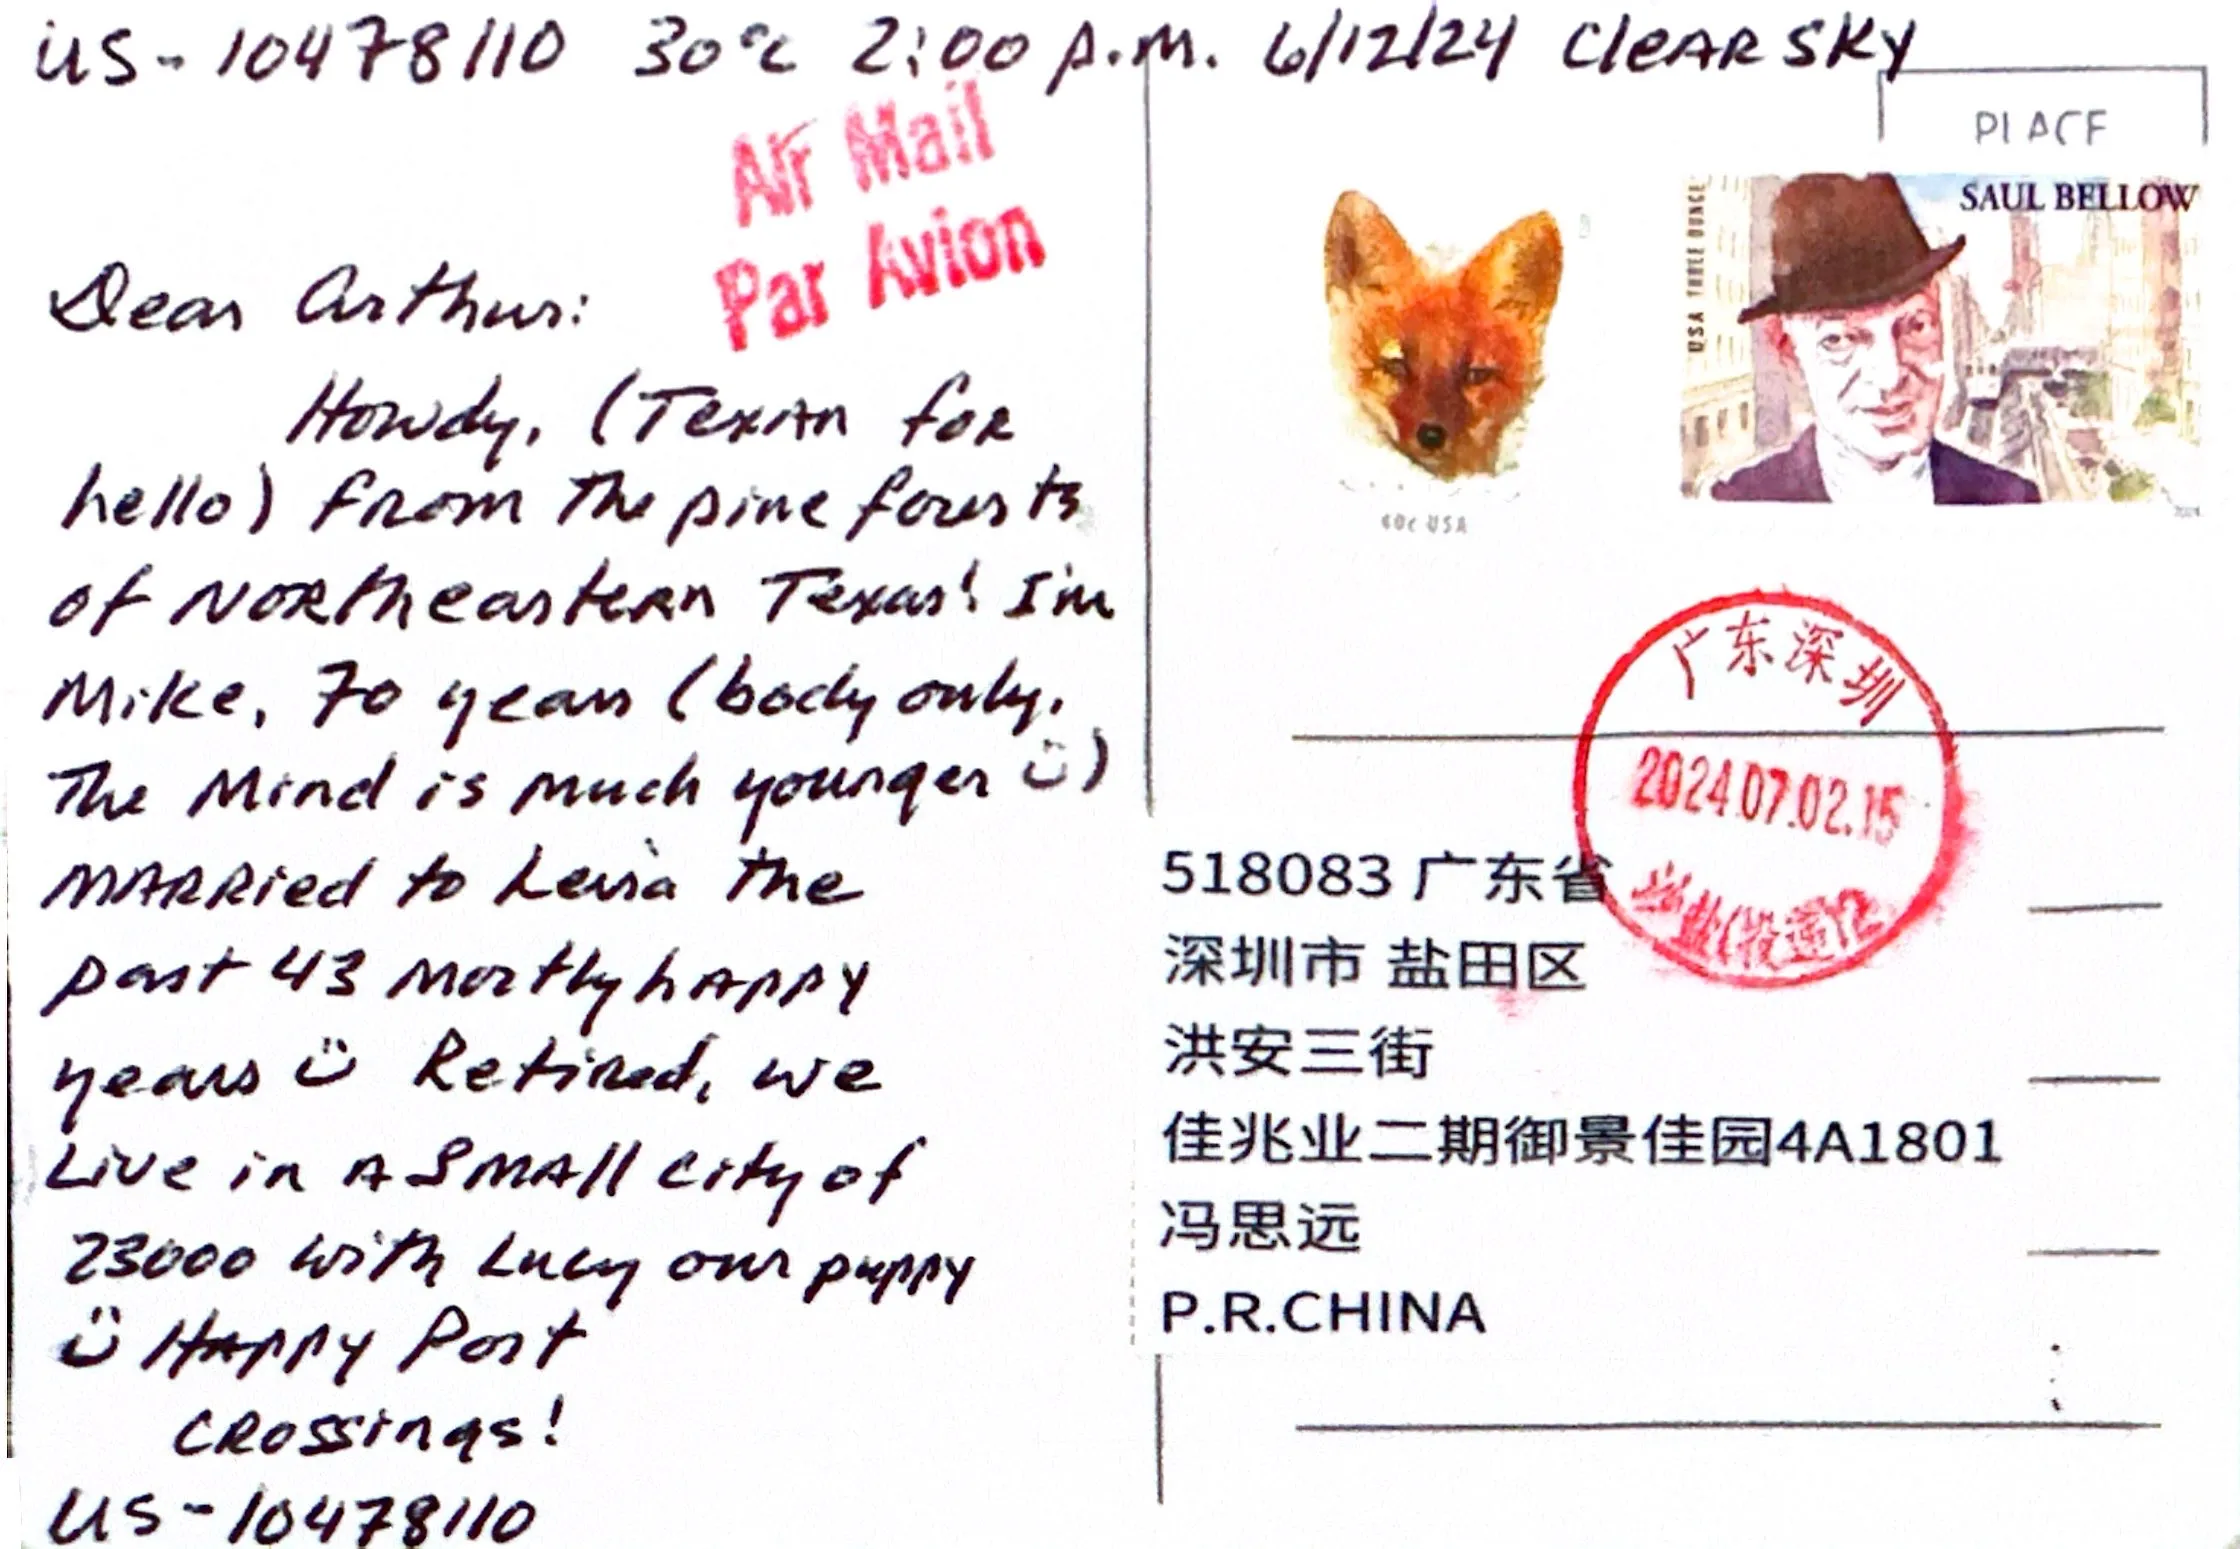 US-10478110 30°C 2:00 P.M. 6/12/24 CleAR SKY
Air Mail
Par Avion
Dear Arthur:
Howdy, (Texan for
hello) from the pine forests
of Northeastern Texas! I'm
Mike, 70 years (body only,
The Mind is much younger ☺)
MARRied to the
past 43 Mostly hAppy
years ☺ Retired, we
Live in A SMAll city of
23000 with Lucy our puppy
☺ HAppy Post
CRossings!
US-10478110
PLACE
SAUL BELLOW
USA THREE OUNCE
60c USA
广东深圳
2024.07.02.15
(投递)2
518083 广东省
深圳市 盐田区
洪安三街
佳兆业二期御景佳园4A1801
冯思远
P.R.CHINA